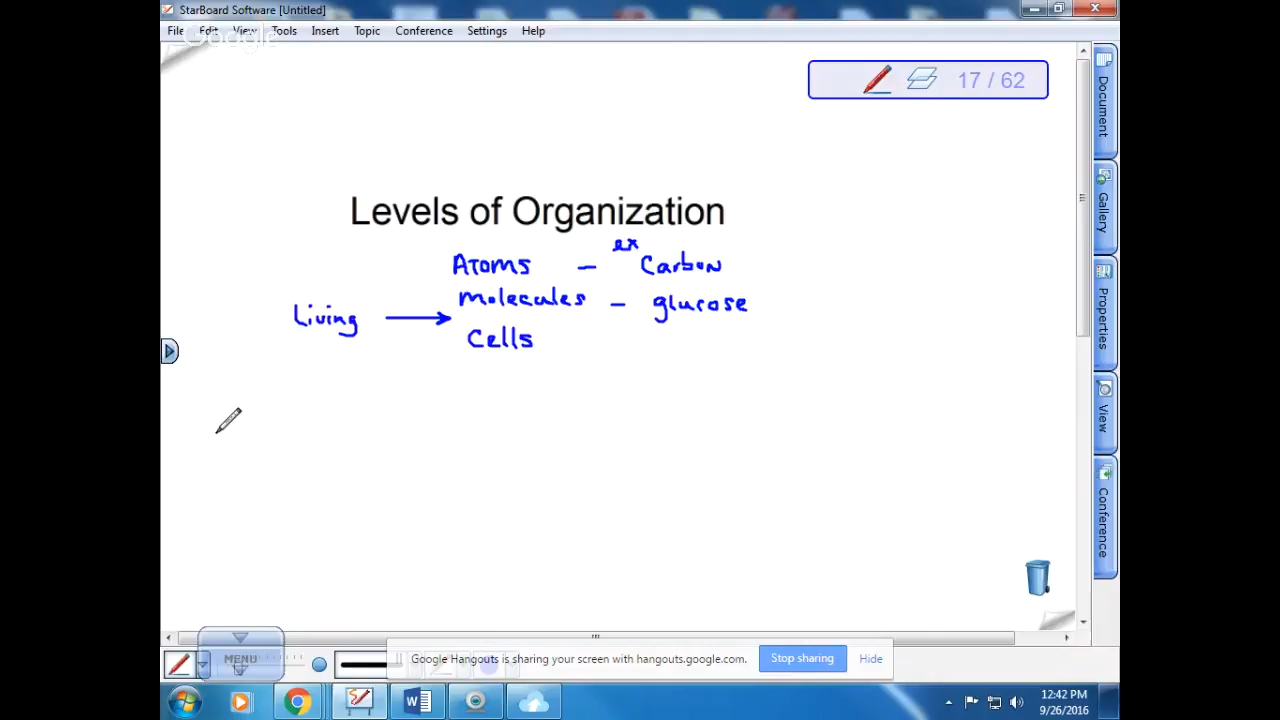 StarBoard Software [Untitled]
File Edit View Tools Insert Topic Conference Settings Help
Google
17 / 62
Document
Gallery
Properties
View
Conference
Levels of Organization
ex
Atoms – Carbon
Molecules – glucose
Living →
Cells
MENU
Google Hangouts is sharing your screen with hangouts.google.com. Stop sharing Hide
12:42 PM
9/26/2016